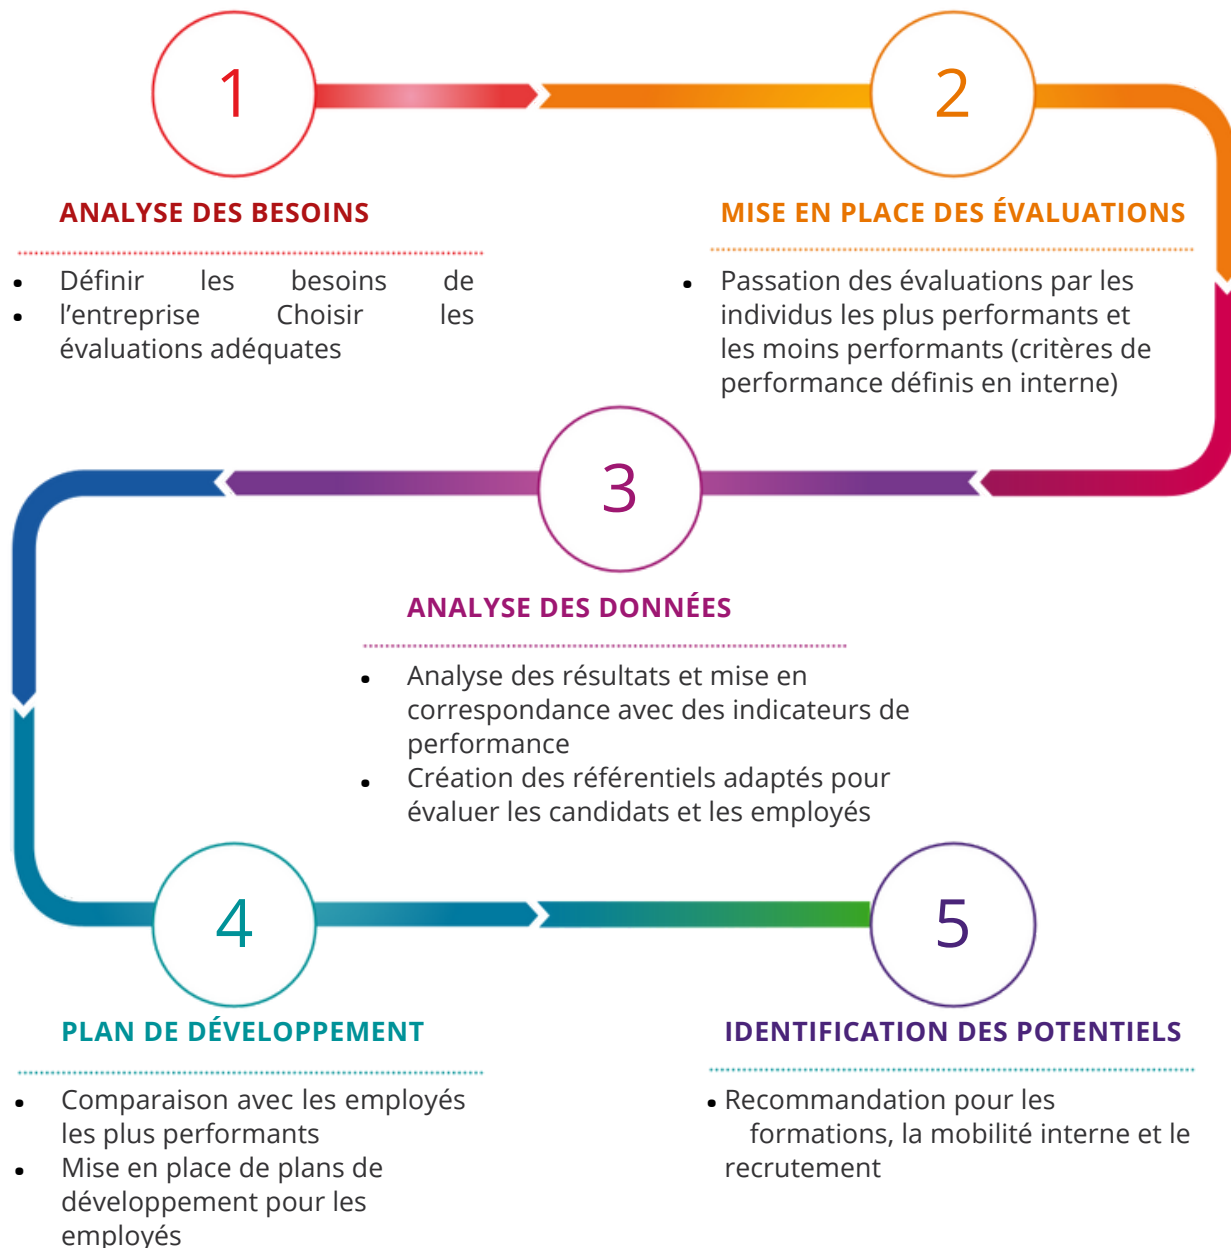 1
2
ANALYSE DES BESOINS
MISE EN PLACE DES ÉVALUATIONS
• Définir les besoins de
• l’entreprise Choisir les
évaluations adéquates
• Passation des évaluations par les
individus les plus performants et
les moins performants (critères de
performance définis en interne)
3
ANALYSE DES DONNÉES
• Analyse des résultats et mise en
correspondance avec des indicateurs de
performance
• Création des référentiels adaptés pour
évaluer les candidats et les employés
4
5
PLAN DE DÉVELOPPEMENT
IDENTIFICATION DES POTENTIELS
• Comparaison avec les employés
les plus performants
• Mise en place de plans de
développement pour les
employés
• Recommandation pour les
formations, la mobilité interne et le
recrutement